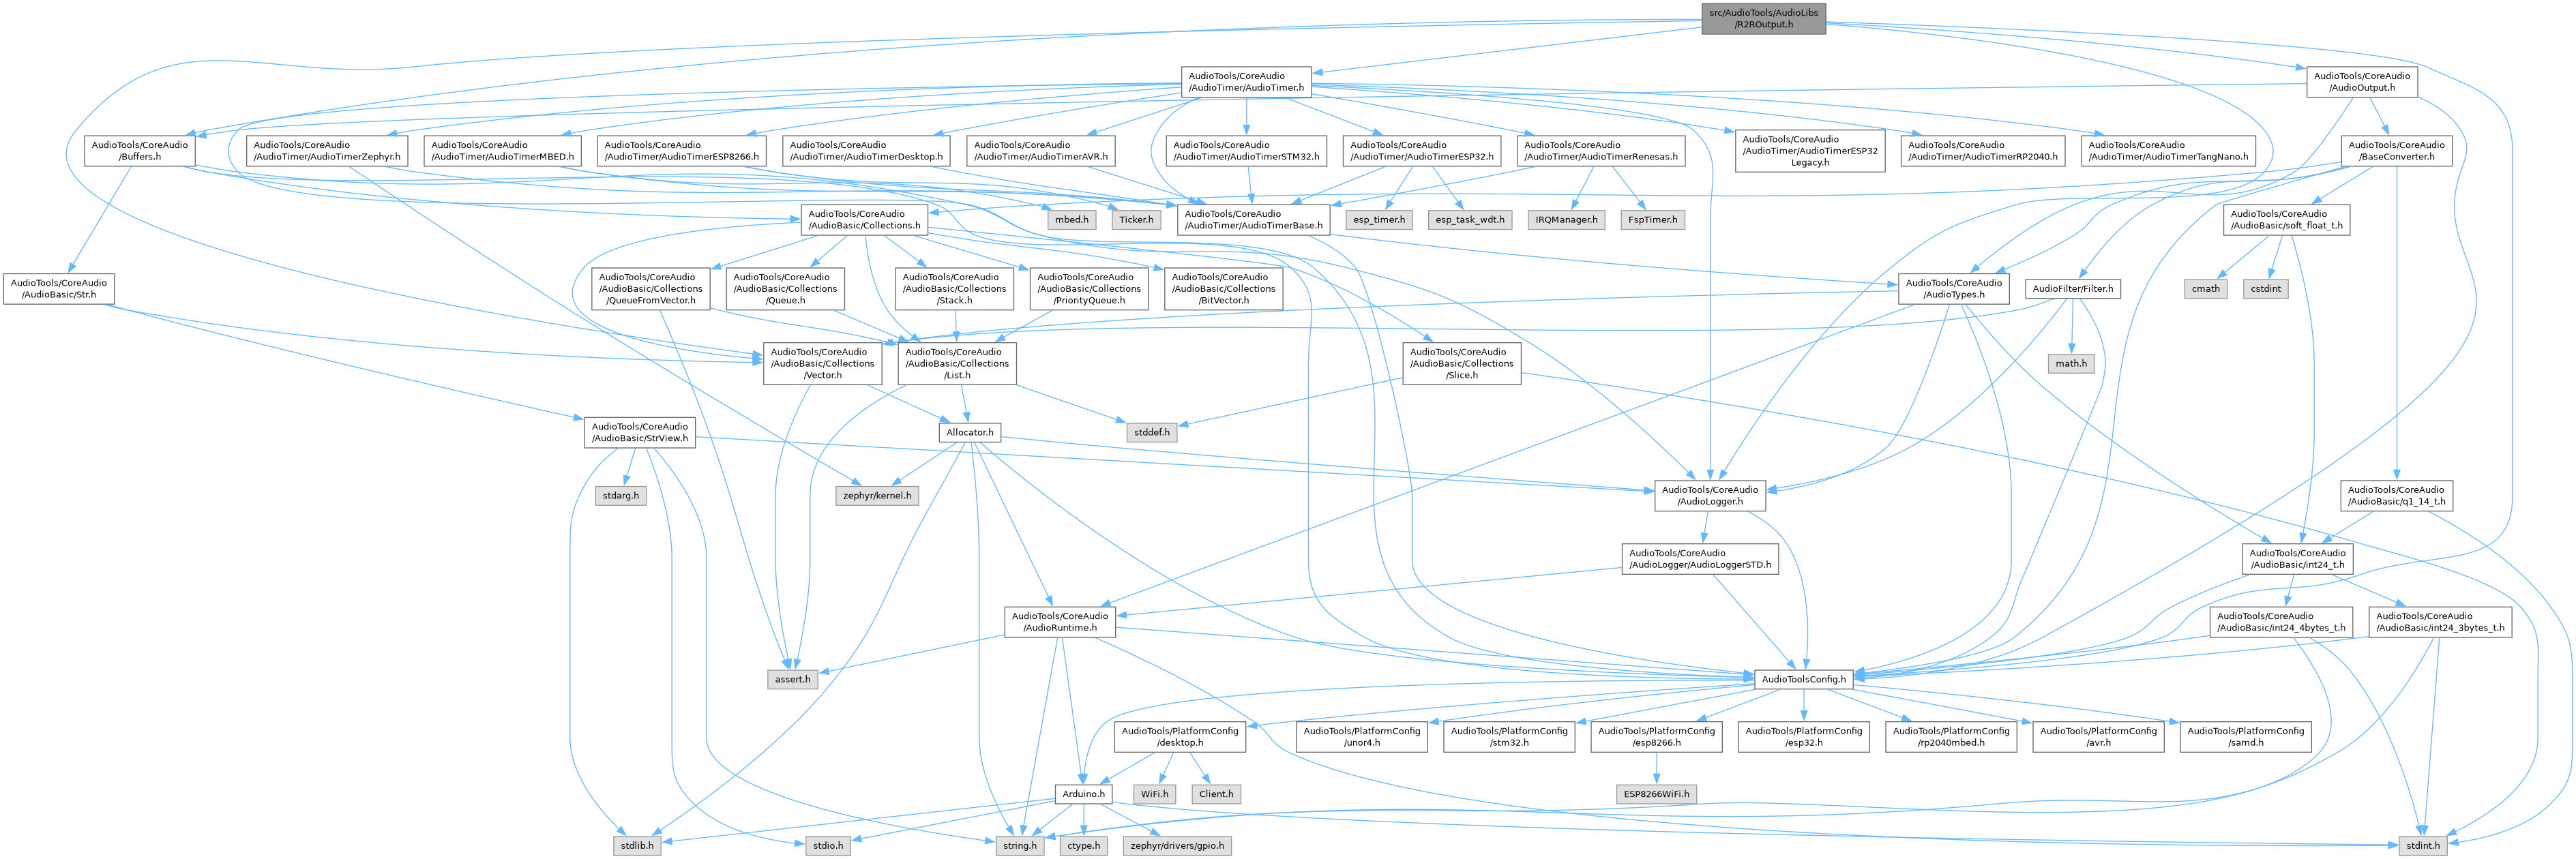 src/AudioTools/AudioLibs
/R2ROutput.h
AudioTools/CoreAudio
/AudioTimer/AudioTimer.h
AudioTools/CoreAudio
/AudioOutput.h
AudioTools/CoreAudio
/Buffers.h
AudioTools/CoreAudio
/AudioTimer/AudioTimerZephyr.h
AudioTools/CoreAudio
/AudioTimer/AudioTimerMBED.h
AudioTools/CoreAudio
/AudioTimer/AudioTimerESP8266.h
AudioTools/CoreAudio
/AudioTimer/AudioTimerDesktop.h
AudioTools/CoreAudio
/AudioTimer/AudioTimerAVR.h
AudioTools/CoreAudio
/AudioTimer/AudioTimerSTM32.h
AudioTools/CoreAudio
/AudioTimer/AudioTimerESP32.h
AudioTools/CoreAudio
/AudioTimer/AudioTimerRenesas.h
AudioTools/CoreAudio
/AudioTimer/AudioTimerESP32
Legacy.h
AudioTools/CoreAudio
/AudioTimer/AudioTimerRP2040.h
AudioTools/CoreAudio
/AudioTimer/AudioTimerTangNano.h
AudioTools/CoreAudio
/BaseConverter.h
AudioTools/CoreAudio
/AudioBasic/Collections.h
mbed.h
Ticker.h
AudioTools/CoreAudio
/AudioTimer/AudioTimerBase.h
esp_timer.h
esp_task_wdt.h
IRQManager.h
FspTimer.h
AudioTools/CoreAudio
/AudioBasic/soft_float_t.h
AudioTools/CoreAudio
/AudioBasic/Str.h
AudioTools/CoreAudio
/AudioBasic/Collections
/QueueFromVector.h
AudioTools/CoreAudio
/AudioBasic/Collections
/Queue.h
AudioTools/CoreAudio
/AudioBasic/Collections
/Stack.h
AudioTools/CoreAudio
/AudioBasic/Collections
/PriorityQueue.h
AudioTools/CoreAudio
/AudioBasic/Collections
/BitVector.h
AudioTools/CoreAudio
/AudioTypes.h
AudioFilter/Filter.h
cmath
cstdint
AudioTools/CoreAudio
/AudioBasic/Collections
/Vector.h
AudioTools/CoreAudio
/AudioBasic/Collections
/List.h
AudioTools/CoreAudio
/AudioBasic/Collections
/Slice.h
math.h
AudioTools/CoreAudio
/AudioBasic/StrView.h
Allocator.h
stddef.h
stdarg.h
zephyr/kernel.h
AudioTools/CoreAudio
/AudioLogger.h
AudioTools/CoreAudio
/AudioBasic/q1_14_t.h
AudioTools/CoreAudio
/AudioLogger/AudioLoggerSTD.h
AudioTools/CoreAudio
/AudioBasic/int24_t.h
AudioTools/CoreAudio
/AudioRuntime.h
AudioTools/CoreAudio
/AudioBasic/int24_4bytes_t.h
AudioTools/CoreAudio
/AudioBasic/int24_3bytes_t.h
assert.h
AudioToolsConfig.h
AudioTools/PlatformConfig
/desktop.h
AudioTools/PlatformConfig
/unor4.h
AudioTools/PlatformConfig
/stm32.h
AudioTools/PlatformConfig
/esp8266.h
AudioTools/PlatformConfig
/esp32.h
AudioTools/PlatformConfig
/rp2040mbed.h
AudioTools/PlatformConfig
/avr.h
AudioTools/PlatformConfig
/samd.h
Arduino.h
WiFi.h
Client.h
ESP8266WiFi.h
stdlib.h
stdio.h
string.h
ctype.h
zephyr/drivers/gpio.h
stdint.h